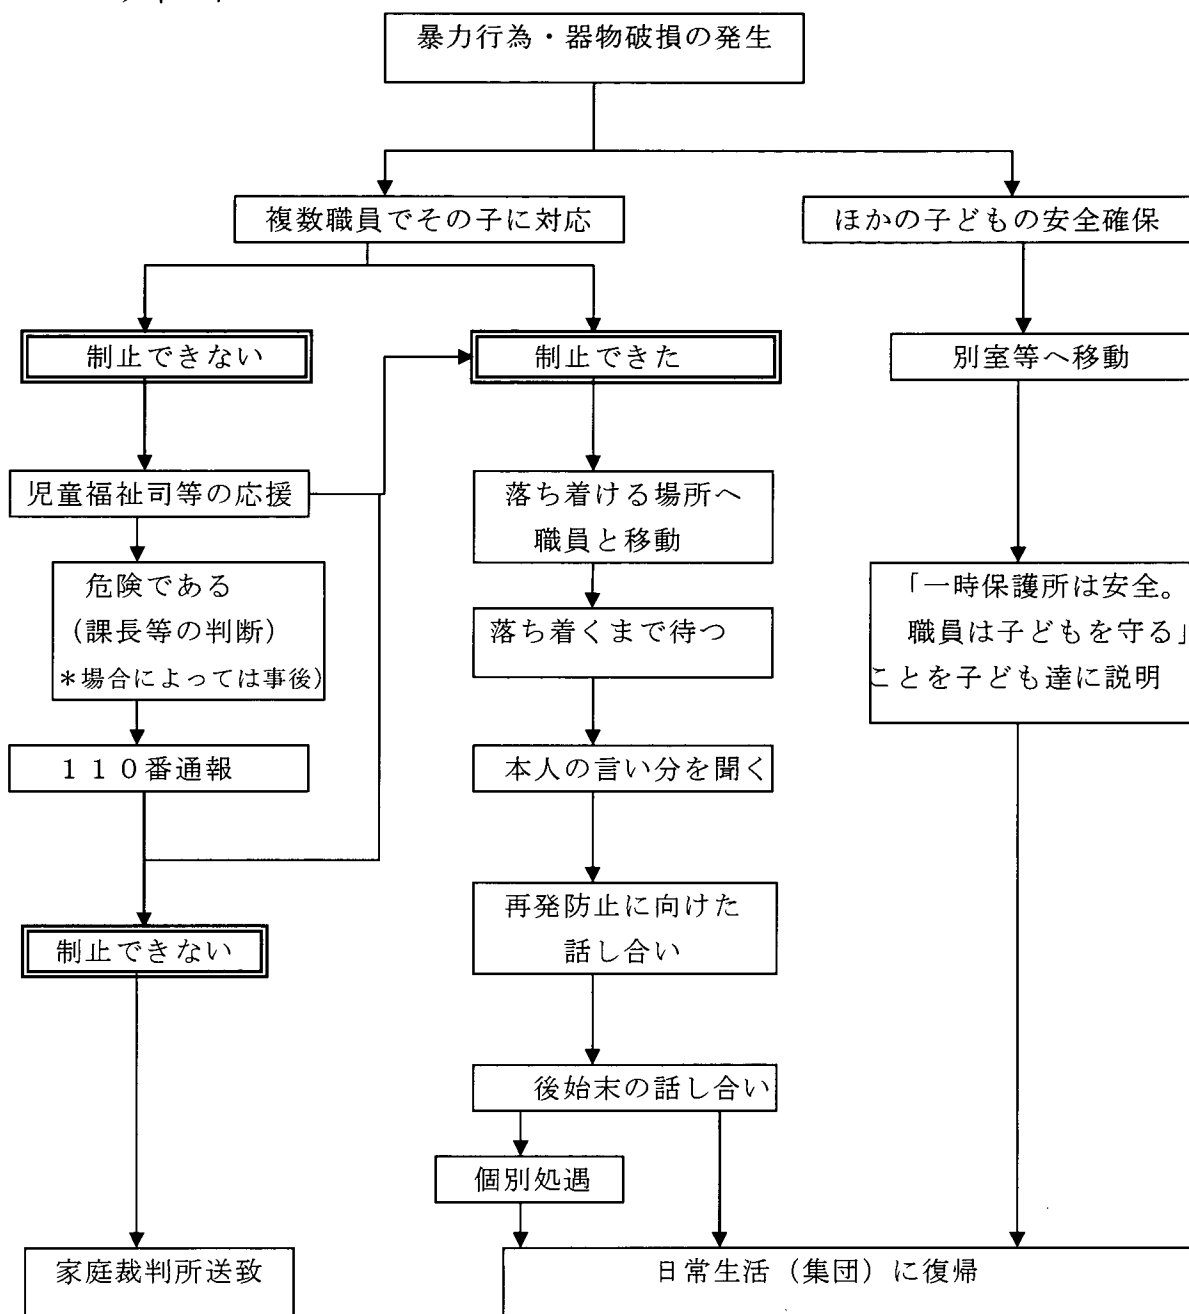 暴力行為・器物破損の発生
複数職員でその子に対応
ほかの子どもの安全確保
制止できない
制止できた
別室等へ移動
児童福祉司等の応援
落ち着ける場所へ
職員と移動
危険である
(課長等の判断)
*場合によっては事後)
落ち着くまで待つ
「一時保護所は安全。
職員は子どもを守る」
ことを子ども達に説明
110番通報
本人の言い分を聞く
再発防止に向けた
話し合い
制止できない
後始末の話し合い
個別処遇
家庭裁判所送致
日常生活(集団)に復帰